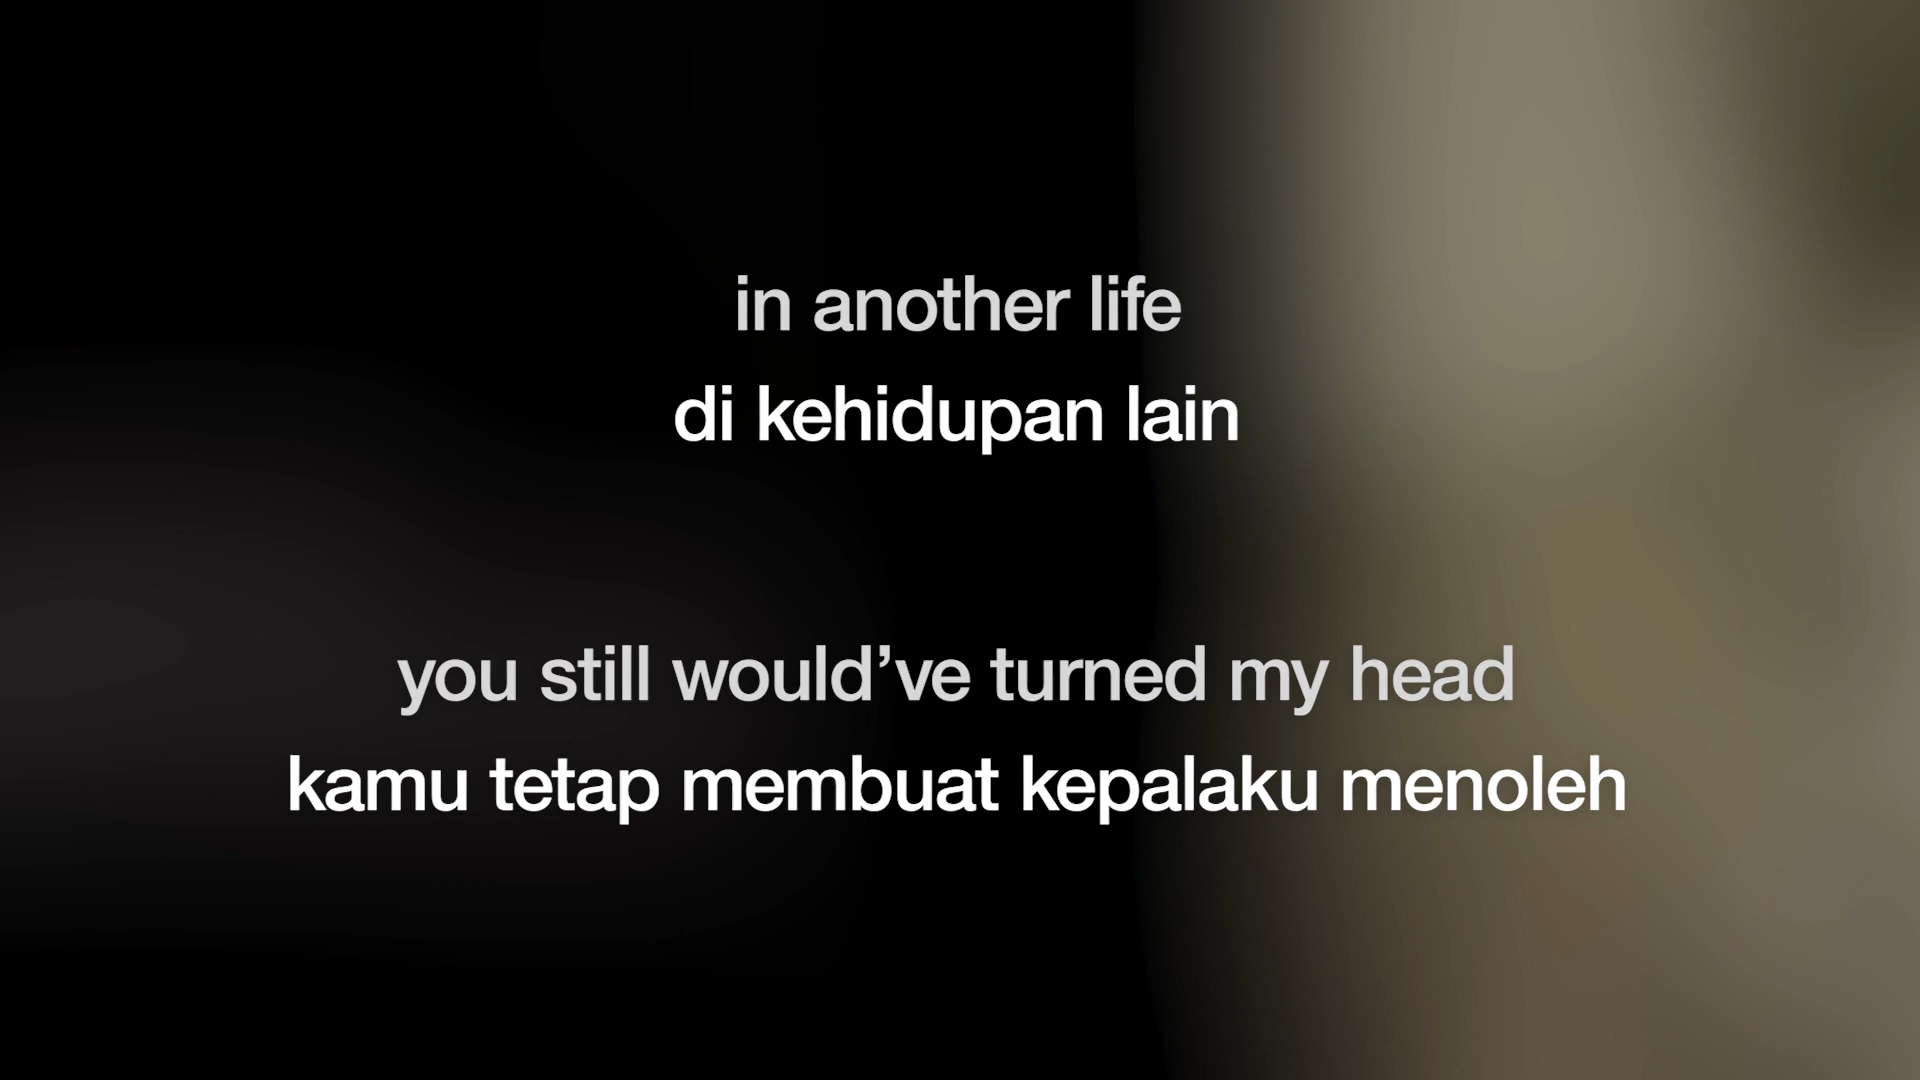 in another life
di kehidupan lain
you still would’ve turned my head
kamu tetap membuat kepalaku menoleh